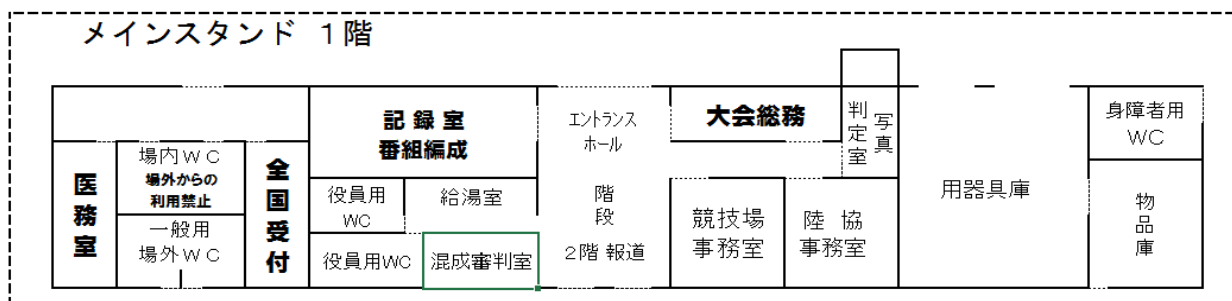 メインスタンド 1階
医務室
場内WC
場外からの
利用禁止
一般用
場外WC
全国受付
記録室
番組編成
役員用
WC
給湯室
役員用WC
混成審判室
エントランス
ホール
階段
2階 報道
大会総務
写真
判定室
競技場
事務室
陸協
事務室
用器具庫
身障者用
WC
物品庫